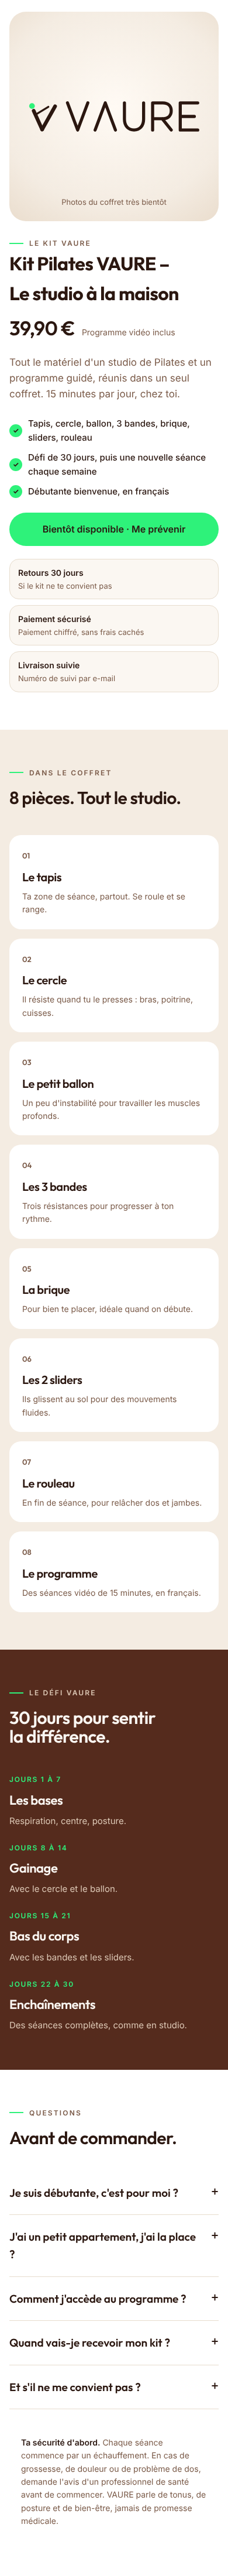 VAURE
Photos du coffret très bientôt
LE KIT VAURE
Kit Pilates VAURE –
Le studio à la maison
39,90 € Programme vidéo inclus
Tout le matériel d'un studio de Pilates et un
programme guidé, réunis dans un seul
coffret. 15 minutes par jour, chez toi.
Tapis, cercle, ballon, 3 bandes, brique,
sliders, rouleau
Défi de 30 jours, puis une nouvelle séance
chaque semaine
Débutante bienvenue, en français
Bientôt disponible · Me prévenir
Retours 30 jours
Si le kit ne te convient pas
Paiement sécurisé
Paiement chiffré, sans frais cachés
Livraison suivie
Numéro de suivi par e-mail
DANS LE COFFRET
8 pièces. Tout le studio.
01
Le tapis
Ta zone de séance, partout. Se roule et se
range.
02
Le cercle
Il résiste quand tu le presses : bras, poitrine,
cuisses.
03
Le petit ballon
Un peu d'instabilité pour travailler les muscles
profonds.
04
Les 3 bandes
Trois résistances pour progresser à ton
rythme.
05
La brique
Pour bien te placer, idéale quand on débute.
06
Les 2 sliders
Ils glissent au sol pour des mouvements
fluides.
07
Le rouleau
En fin de séance, pour relâcher dos et jambes.
08
Le programme
Des séances vidéo de 15 minutes, en français.
LE DÉFI VAURE
30 jours pour sentir
la différence.
JOURS 1 À 7
Les bases
Respiration, centre, posture.
JOURS 8 À 14
Gainage
Avec le cercle et le ballon.
JOURS 15 À 21
Bas du corps
Avec les bandes et les sliders.
JOURS 22 À 30
Enchaînements
Des séances complètes, comme en studio.
QUESTIONS
Avant de commander.
Je suis débutante, c'est pour moi ? +
J'ai un petit appartement, j'ai la place +
?
Comment j'accède au programme ? +
Quand vais-je recevoir mon kit ? +
Et s'il ne me convient pas ? +
Ta sécurité d'abord. Chaque séance
commence par un échauffement. En cas de
grossesse, de douleur ou de problème de dos,
demande l'avis d'un professionnel de santé
avant de commencer. VAURE parle de tonus, de
posture et de bien-être, jamais de promesse
médicale.